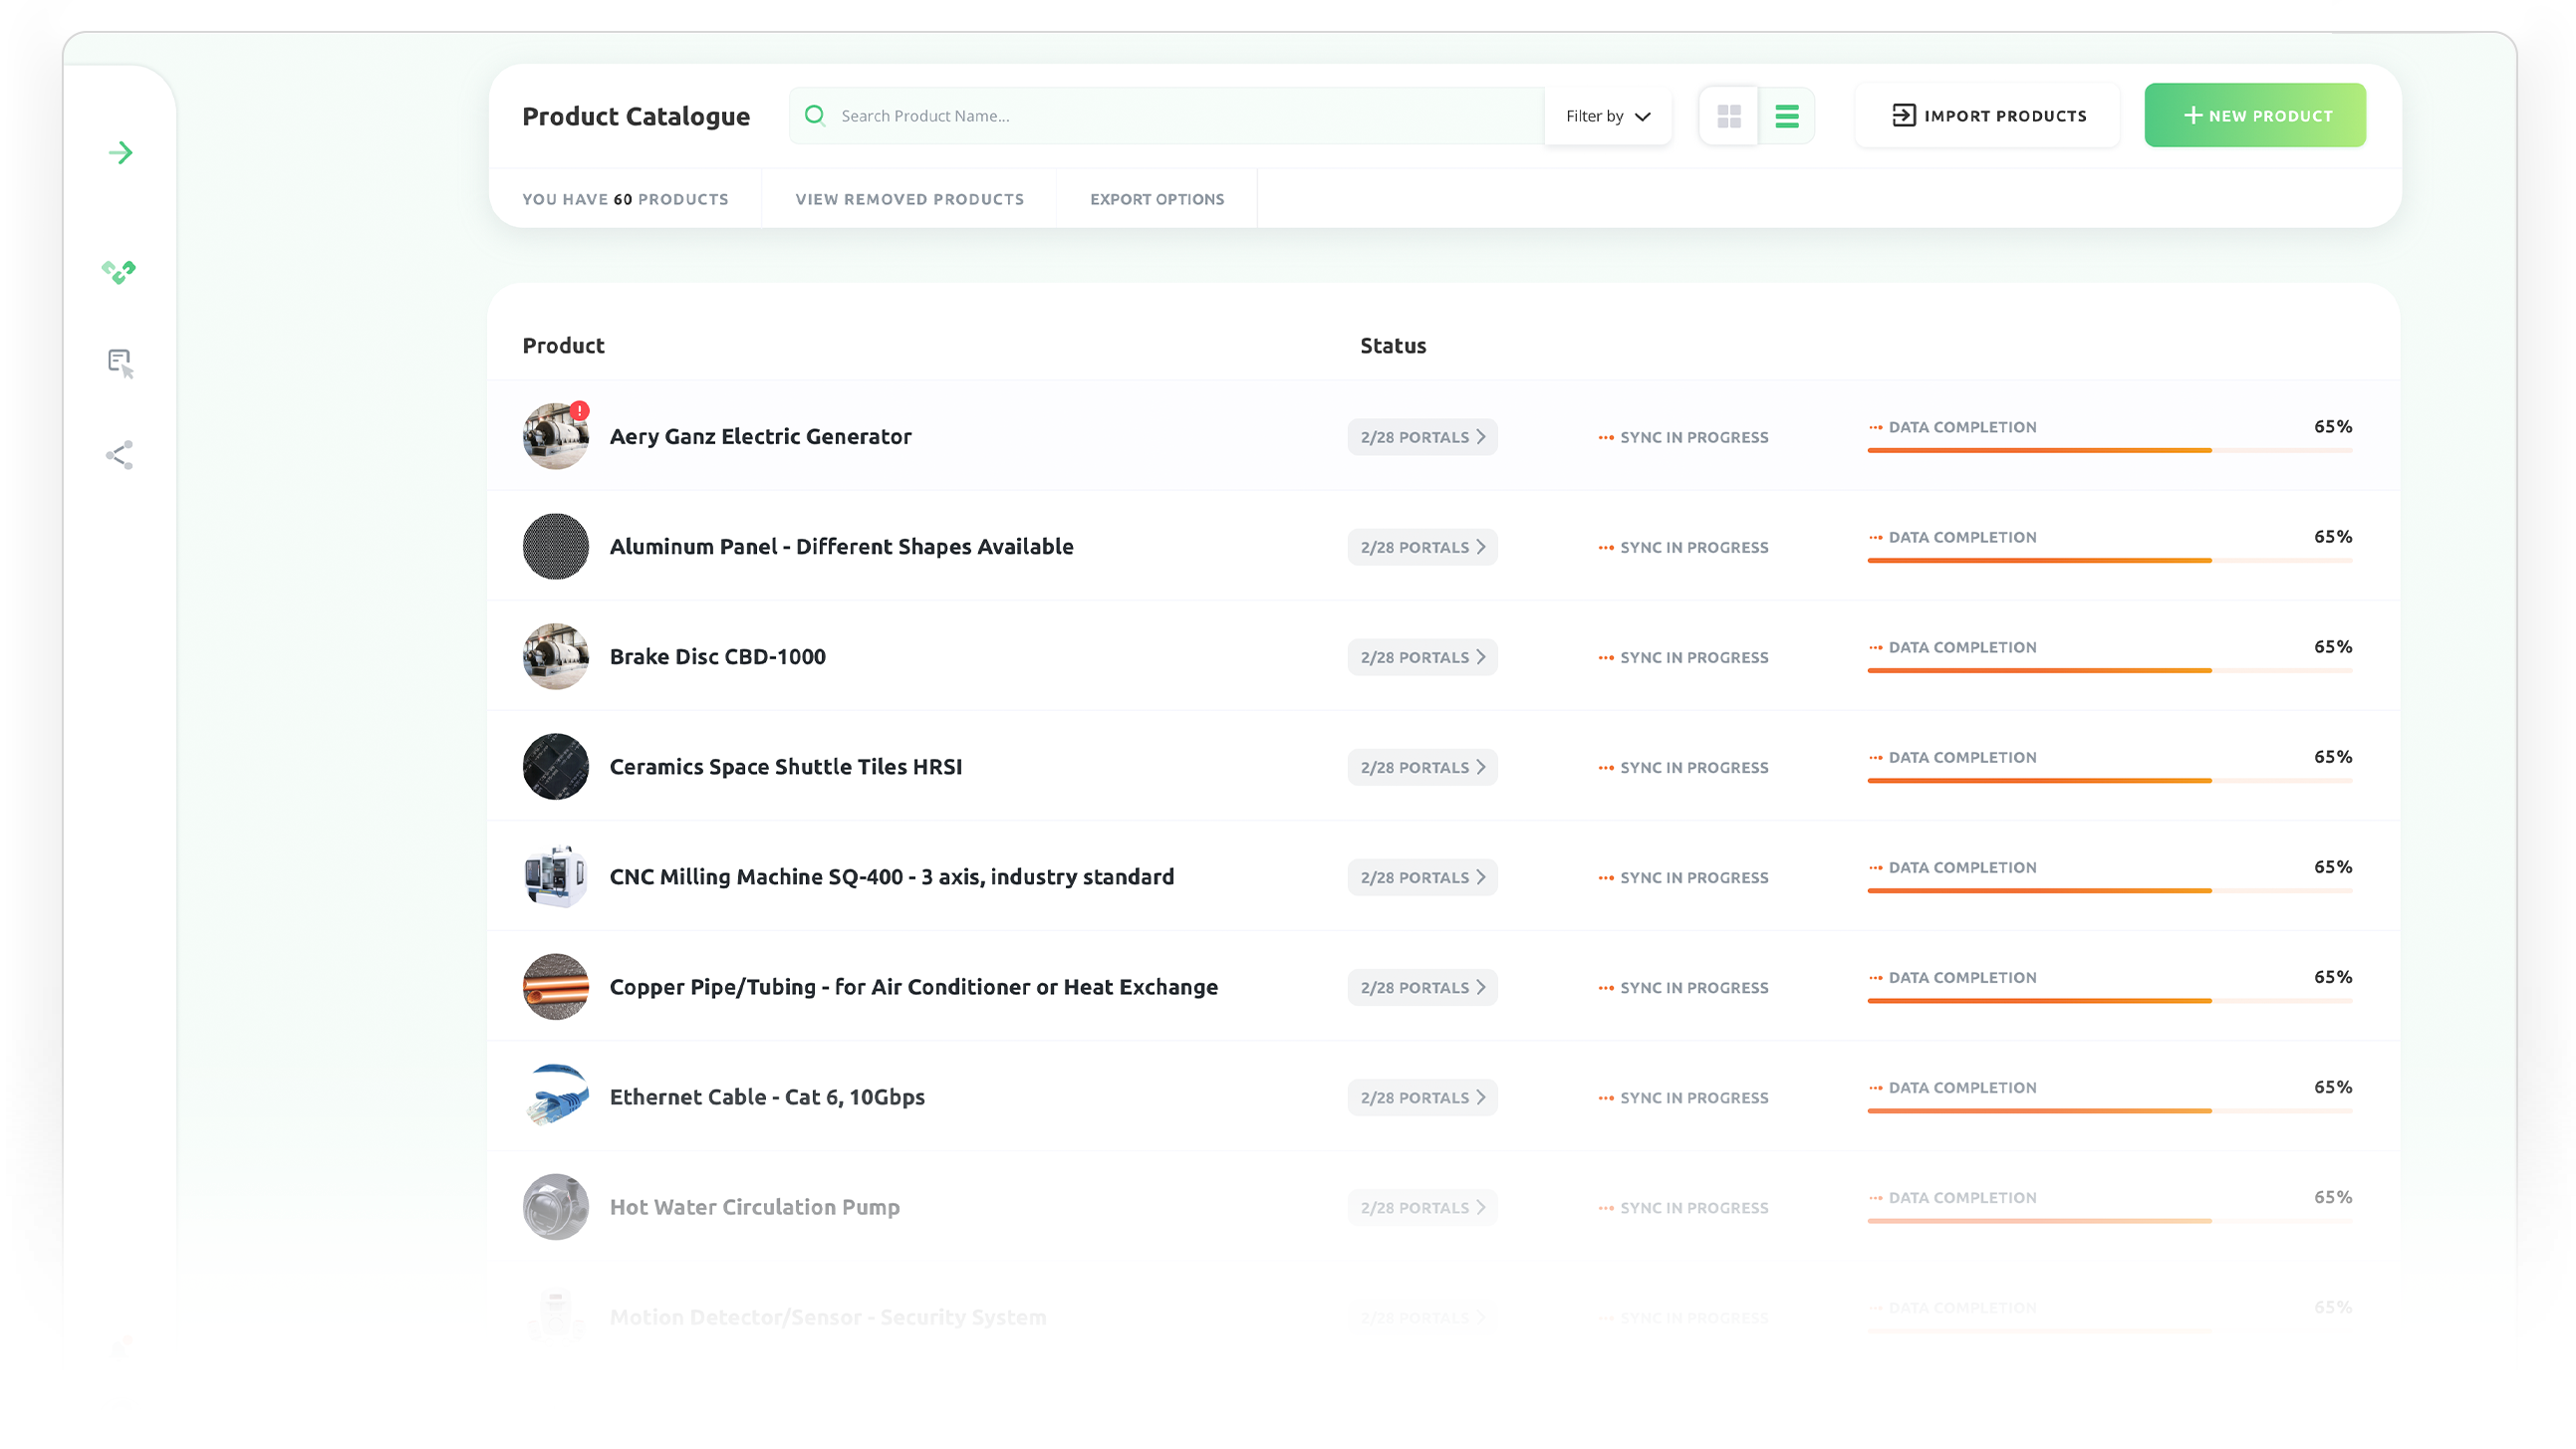 Product Catalogue
Search Product Name...
Filter by
IMPORT PRODUCTS
NEW PRODUCT
YOU HAVE 60 PRODUCTS
VIEW REMOVED PRODUCTS
EXPORT OPTIONS
Product Status
Aery Ganz Electric Generator 2/28 PORTALS SYNC IN PROGRESS DATA COMPLETION 65%
Aluminum Panel - Different Shapes Available 2/28 PORTALS SYNC IN PROGRESS DATA COMPLETION 65%
Brake Disc CBD-1000 2/28 PORTALS SYNC IN PROGRESS DATA COMPLETION 65%
Ceramics Space Shuttle Tiles HRSI 2/28 PORTALS SYNC IN PROGRESS DATA COMPLETION 65%
CNC Milling Machine SQ-400 - 3 axis, industry standard 2/28 PORTALS SYNC IN PROGRESS DATA COMPLETION 65%
Copper Pipe/Tubing - for Air Conditioner or Heat Exchange 2/28 PORTALS SYNC IN PROGRESS DATA COMPLETION 65%
Ethernet Cable - Cat 6, 10Gbps 2/28 PORTALS SYNC IN PROGRESS DATA COMPLETION 65%
Hot Water Circulation Pump 2/28 PORTALS SYNC IN PROGRESS DATA COMPLETION 65%
Motion Detector/Sensor - Security System 2/28 PORTALS SYNC IN PROGRESS DATA COMPLETION 65%